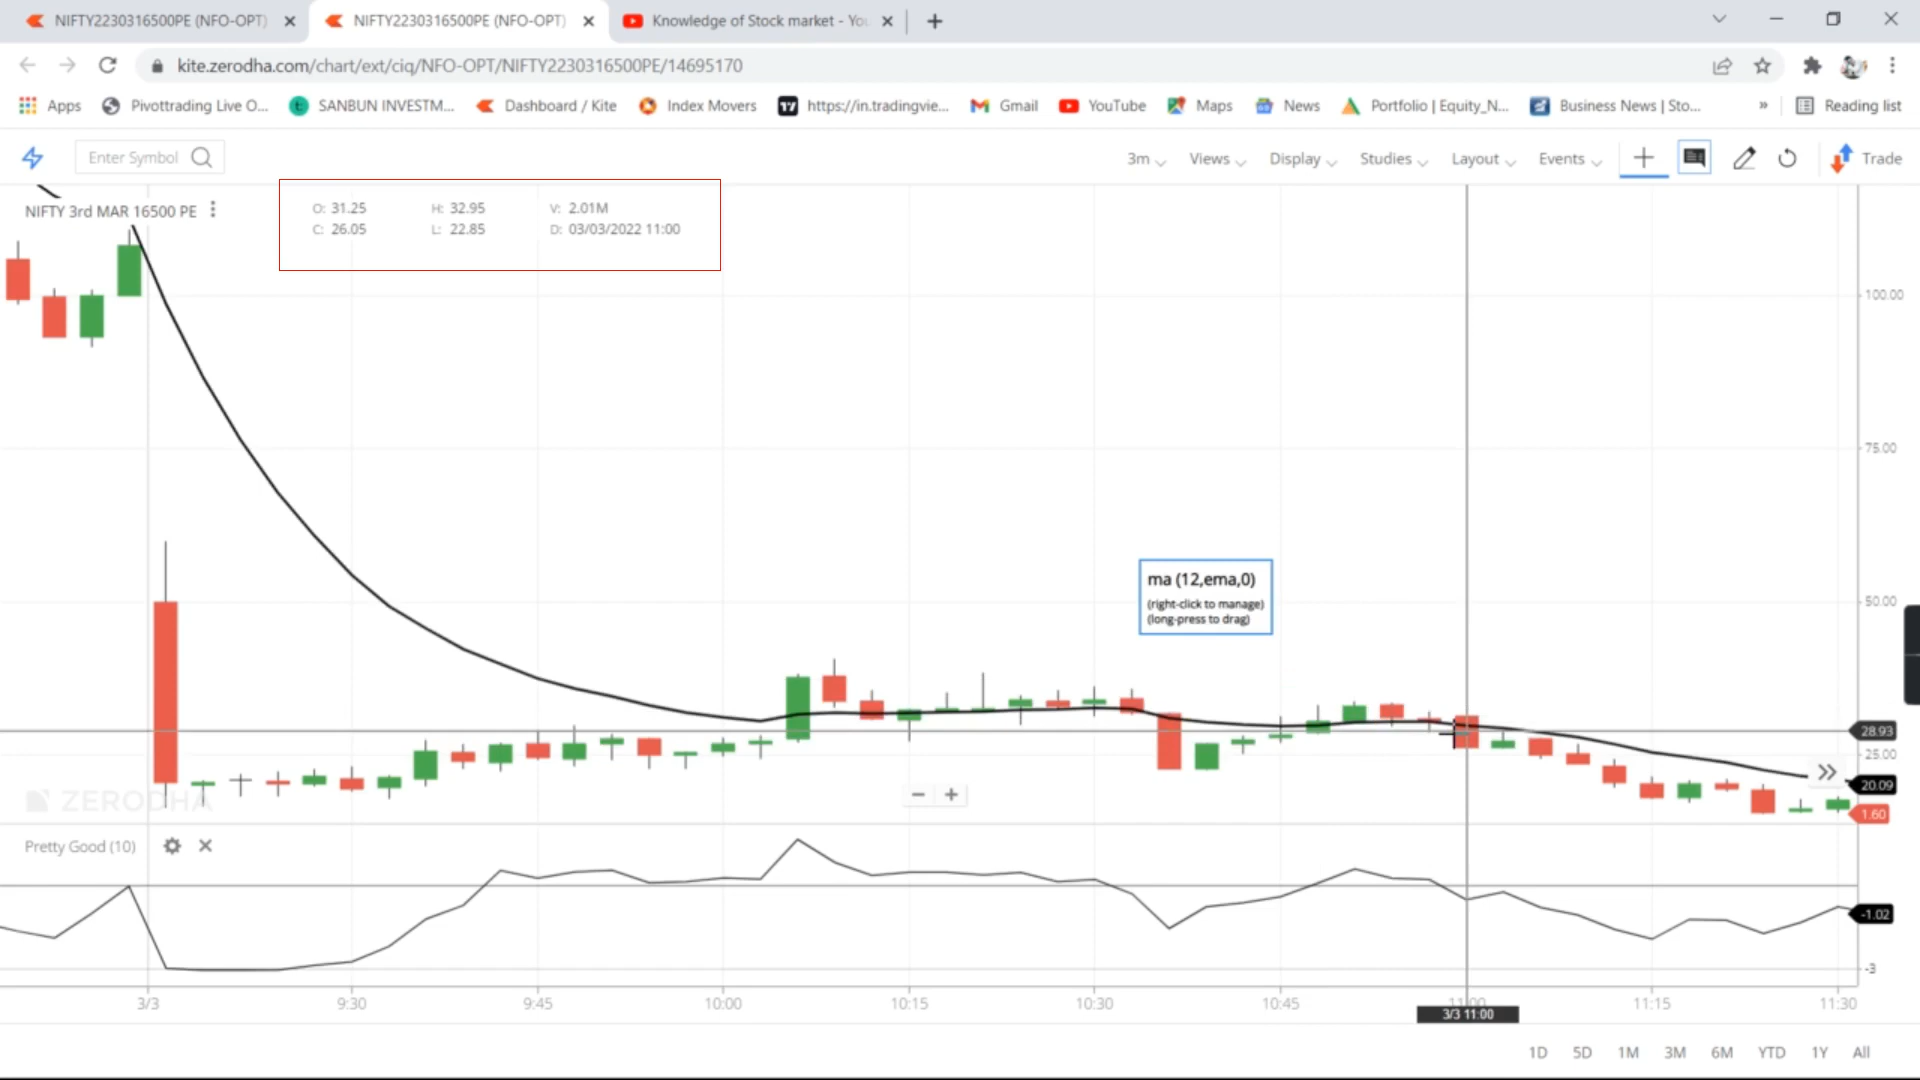 NIFTY2230316500PE (NFO-OPT)
NIFTY2230316500PE (NFO-OPT)
Knowledge of Stock market - You
kite.zerodha.com/chart/ext/ciq/NFO-OPT/NIFTY2230316500PE/14695170
Apps
Pivottrading Live O...
SANBUN INVESTM...
Dashboard / Kite
Index Movers
https://in.tradingvie...
Gmail
YouTube
Maps
News
Portfolio | Equity_N...
Business News | Sto...
»
Reading list
Enter Symbol
3m
Views
Display
Studies
Layout
Events
Trade
NIFTY 3rd MAR 16500 PE
O: 31.25 H: 32.95 V: 2.01M
C: 26.05 L: 22.85 D: 03/03/2022 11:00
100.00
75.00
ma (12,ema,0)
(right-click to manage)
(long-press to drag)
50.00
28.93
25.00
20.09
1.60
ZERODHA
Pretty Good (10)
-1.02
-3
3/3 9:30 9:45 10:00 10:15 10:30 10:45 11:00 11:15 11:30
3/3 11:00
1D 5D 1M 3M 6M YTD 1Y All